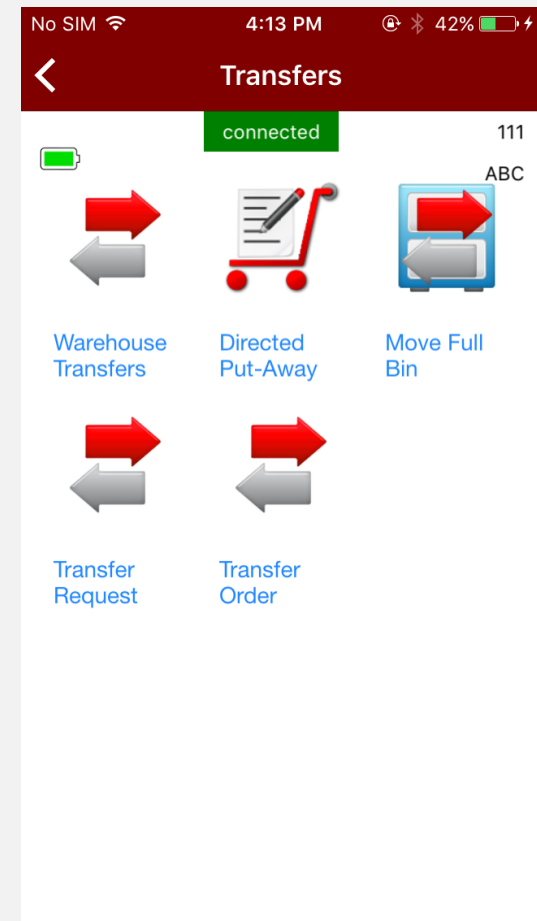 No SIM 4:13 PM 42%
Transfers
connected 111
ABC
Warehouse Directed Move Full
Transfers Put-Away Bin
Transfer Transfer
Request Order